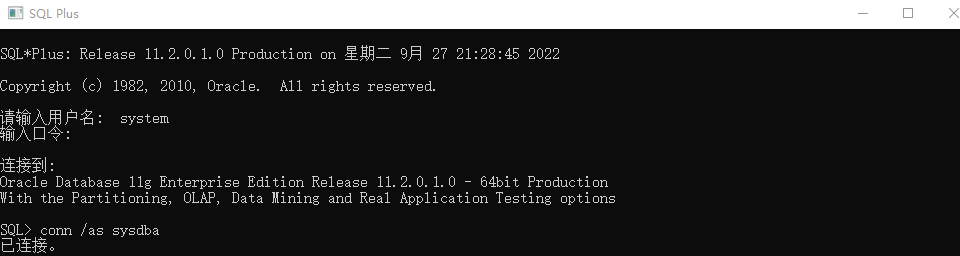 SQL Plus
SQL*Plus: Release 11.2.0.1.0 Production on 星期二 9月 27 21:28:45 2022
Copyright (c) 1982, 2010, Oracle.  All rights reserved.
请输入用户名:  system
输入口令:
连接到:
Oracle Database 11g Enterprise Edition Release 11.2.0.1.0 - 64bit Production
With the Partitioning, OLAP, Data Mining and Real Application Testing options
SQL> conn /as sysdba
已连接。